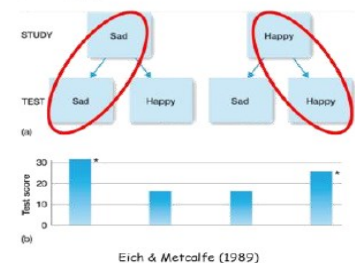 STUDY
Sad
Happy
TEST
Sad
Happy
Sad
Happy
(a)
Test score
30
20
10
0
*
*
(b)
Eich & Metcalfe (1989)